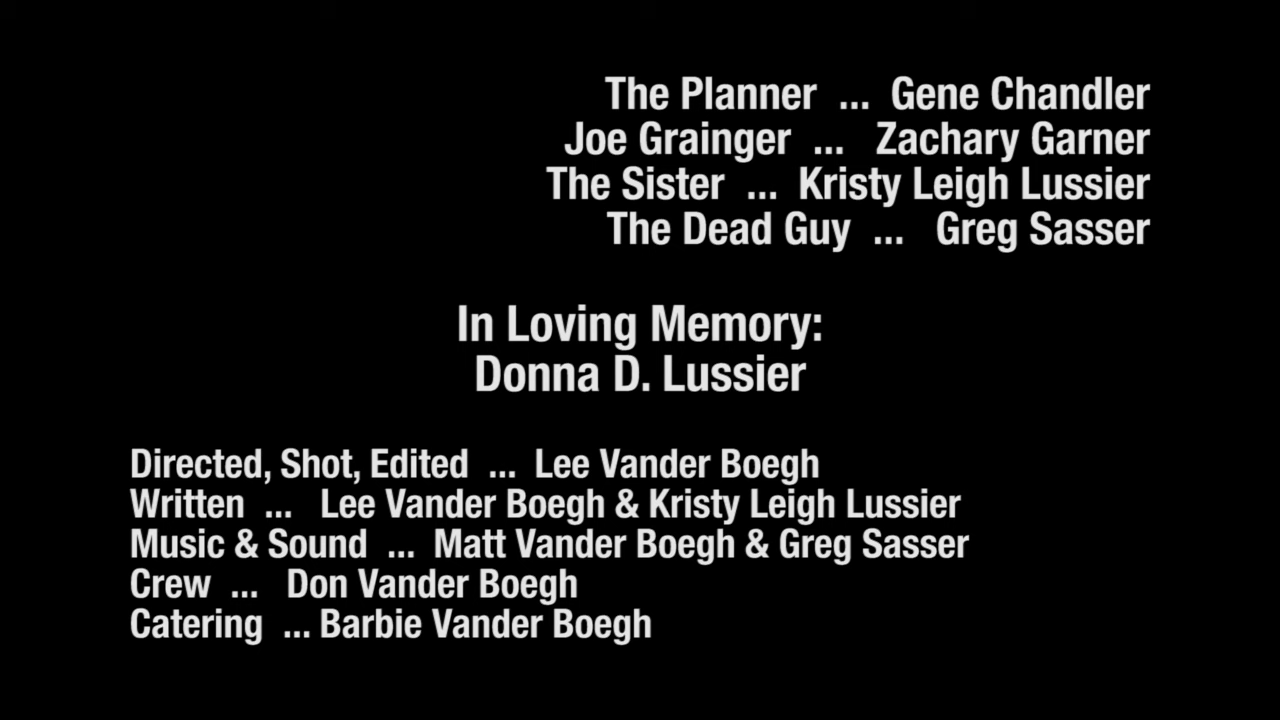 The Planner ... Gene Chandler
Joe Grainger ... Zachary Garner
The Sister ... Kristy Leigh Lussier
The Dead Guy ... Greg Sasser
In Loving Memory:
Donna D. Lussier
Directed, Shot, Edited ... Lee Vander Boegh
Written ... Lee Vander Boegh & Kristy Leigh Lussier
Music & Sound ... Matt Vander Boegh & Greg Sasser
Crew ... Don Vander Boegh
Catering ... Barbie Vander Boegh